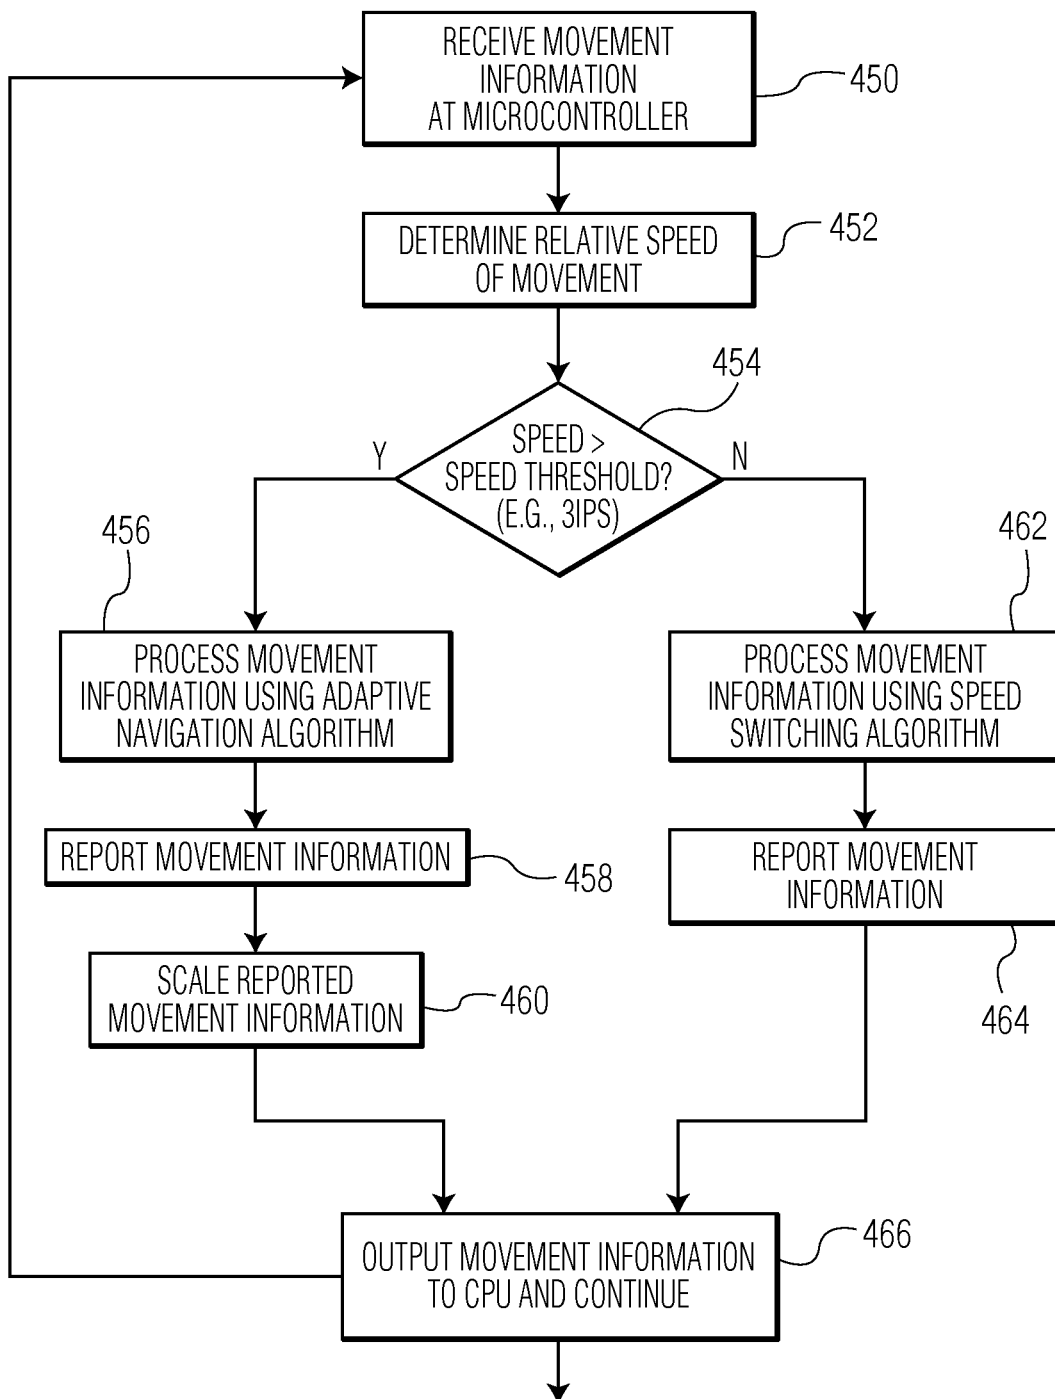 RECEIVE MOVEMENT
INFORMATION
AT MICROCONTROLLER
450
DETERMINE RELATIVE SPEED
OF MOVEMENT
452
454
SPEED >
SPEED THRESHOLD?
(E.G., 3IPS)
Y
N
456
PROCESS MOVEMENT
INFORMATION USING ADAPTIVE
NAVIGATION ALGORITHM
462
PROCESS MOVEMENT
INFORMATION USING SPEED
SWITCHING ALGORITHM
REPORT MOVEMENT INFORMATION
458
REPORT MOVEMENT
INFORMATION
464
SCALE REPORTED
MOVEMENT INFORMATION
460
OUTPUT MOVEMENT INFORMATION
TO CPU AND CONTINUE
466